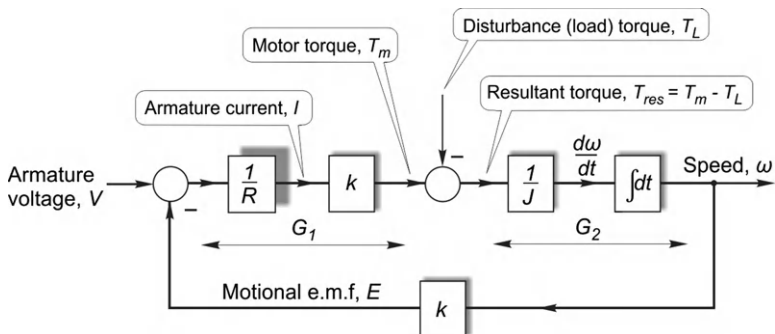 Disturbance (load) torque, T_L
Motor torque, T_m
Resultant torque, T_res = T_m - T_L
Armature current, I
Armature
voltage, V
−
1/R
k
−
1/J
dω/dt
∫dt
Speed, ω
G_1
G_2
Motional e.m.f, E
k